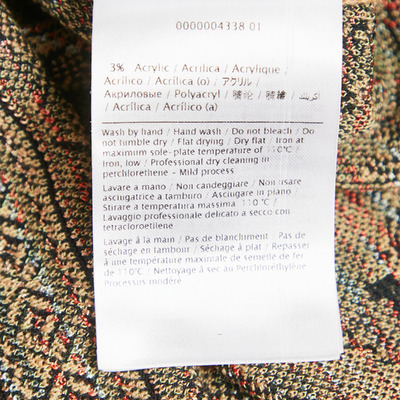 0000004338 01
3% Acrylic / Acrilica / Acrylique /
Acrílico / Acrílica (o) / アクリル /
Акриловые / Polyacryl / 腈纶 / 腈綸 / اكريلك
/ Acrílica / Acrílico (a)
Wash by hand / Hand wash / Do not bleach / Do
not tumble dry / Flat drying / Dry flat / Iron at
maximum sole-plate temperature of 110°C /
Iron, low / Professional dry cleaning in
perchlorethene - Mild process
Lavare a mano / Non candeggiare / Non usare
asciugatrice a tamburo / Asciugare in piano /
Stirare a temperatura massima 110 °C /
Lavaggio professionale delicato a secco con
tetracloroetilene
Lavage à la main / Pas de blanchiment / Pas de
séchage en tambour / Séchage à plat / Repasser
à une température maximale de semelle de fer
de 110°C / Nettoyage à sec au Perchloréthylène
Processus modéré